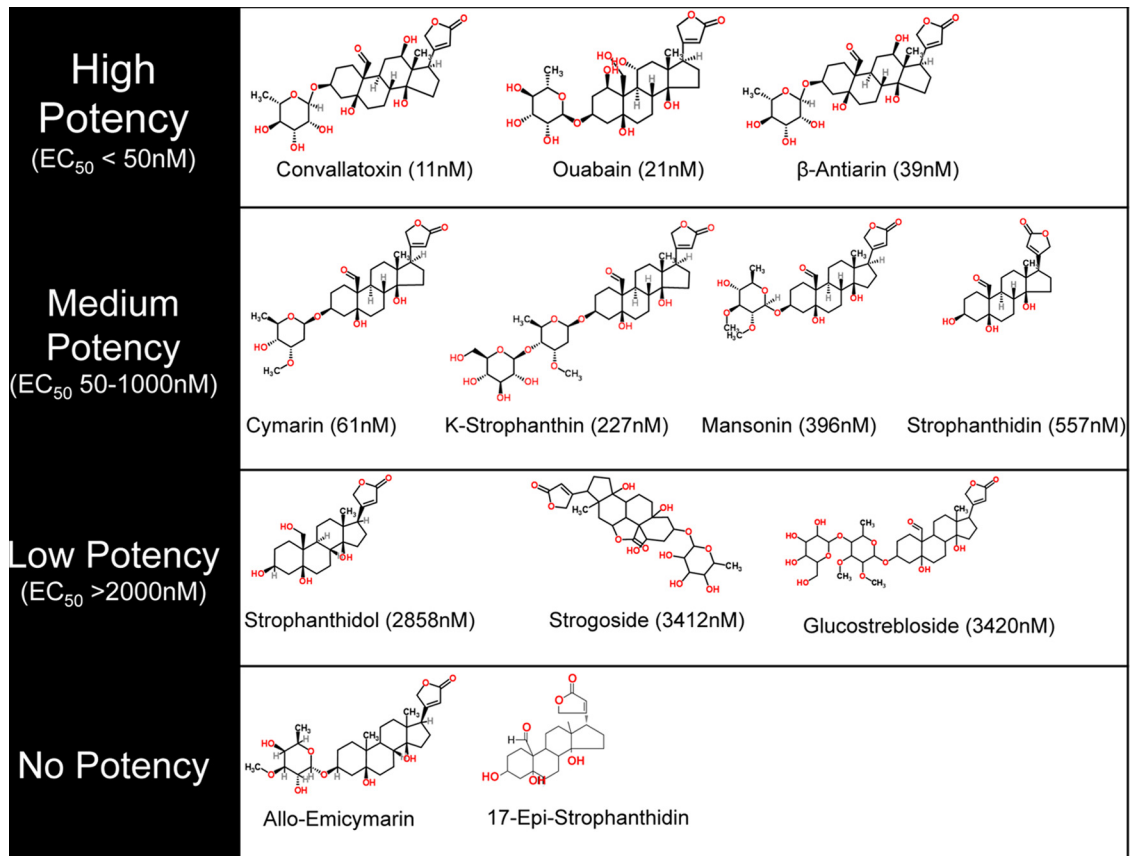 High
Potency
(EC50 < 50nM)
Convallatoxin (11nM)
Ouabain (21nM)
β-Antiarin (39nM)
Medium
Potency
(EC50 50-1000nM)
Cymarin (61nM)
K-Strophanthin (227nM)
Mansonin (396nM)
Strophanthidin (557nM)
Low Potency
(EC50 >2000nM)
Strophanthidol (2858nM)
Strogoside (3412nM)
Glucostrebloside (3420nM)
No Potency
Allo-Emicymarin
17-Epi-Strophanthidin